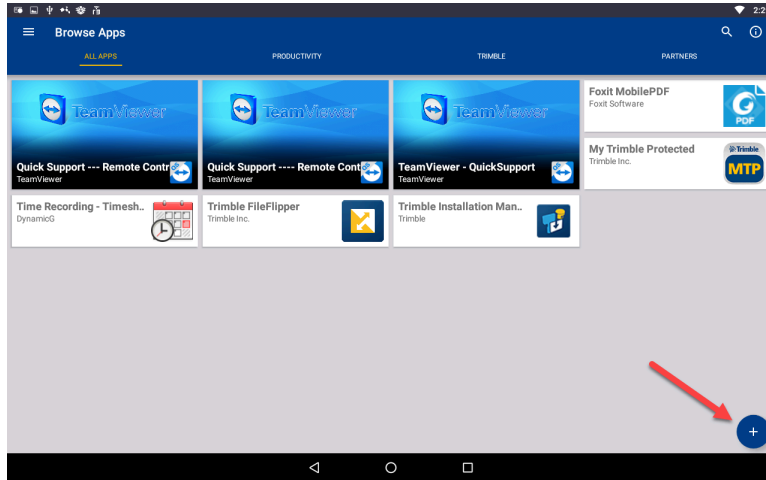 2:2
Browse Apps
ALL APPS
PRODUCTIVITY
TRIMBLE
PARTNERS
TeamViewer
Quick Support --- Remote Contr
TeamViewer
TeamViewer
Quick Support ---- Remote Cont
TeamViewer
TeamViewer
TeamViewer - QuickSupport
TeamViewer
Foxit MobilePDF
Foxit Software
PDF
My Trimble Protected
Trimble Inc.
Trimble
MTP
Time Recording - Timesh..
DynamicG
Trimble FileFlipper
Trimble Inc.
Trimble Installation Man..
Trimble